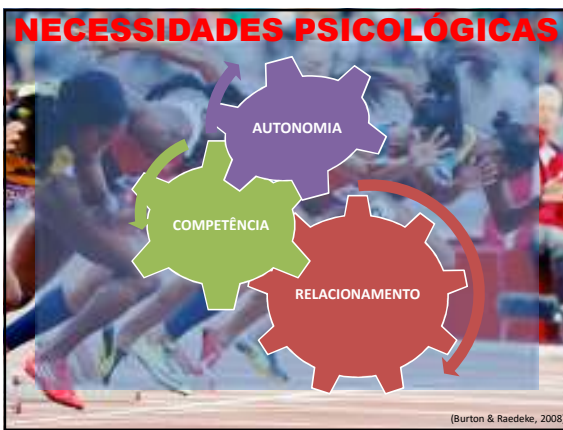 NECESSIDADES PSICOLÓGICAS
AUTONOMIA
COMPETÊNCIA
RELACIONAMENTO
(Burton & Raedeke, 2008)